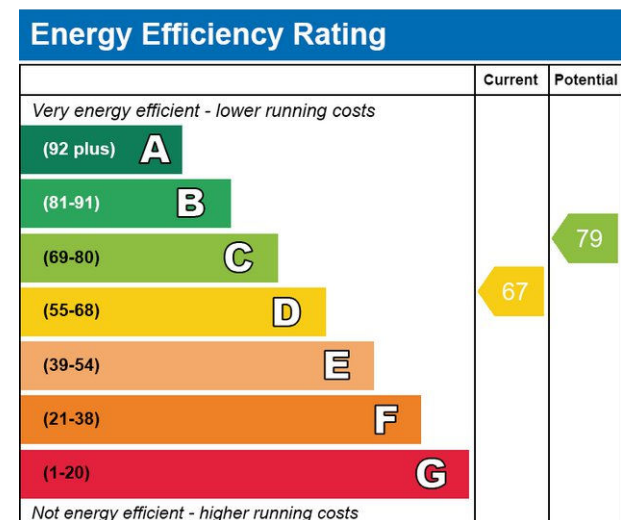 Energy Efficiency Rating
Current Potential
Very energy efficient - lower running costs
(92 plus) A
(81-91) B
(69-80) C
79
(55-68) D
67
(39-54) E
(21-38) F
(1-20) G
Not energy efficient - higher running costs